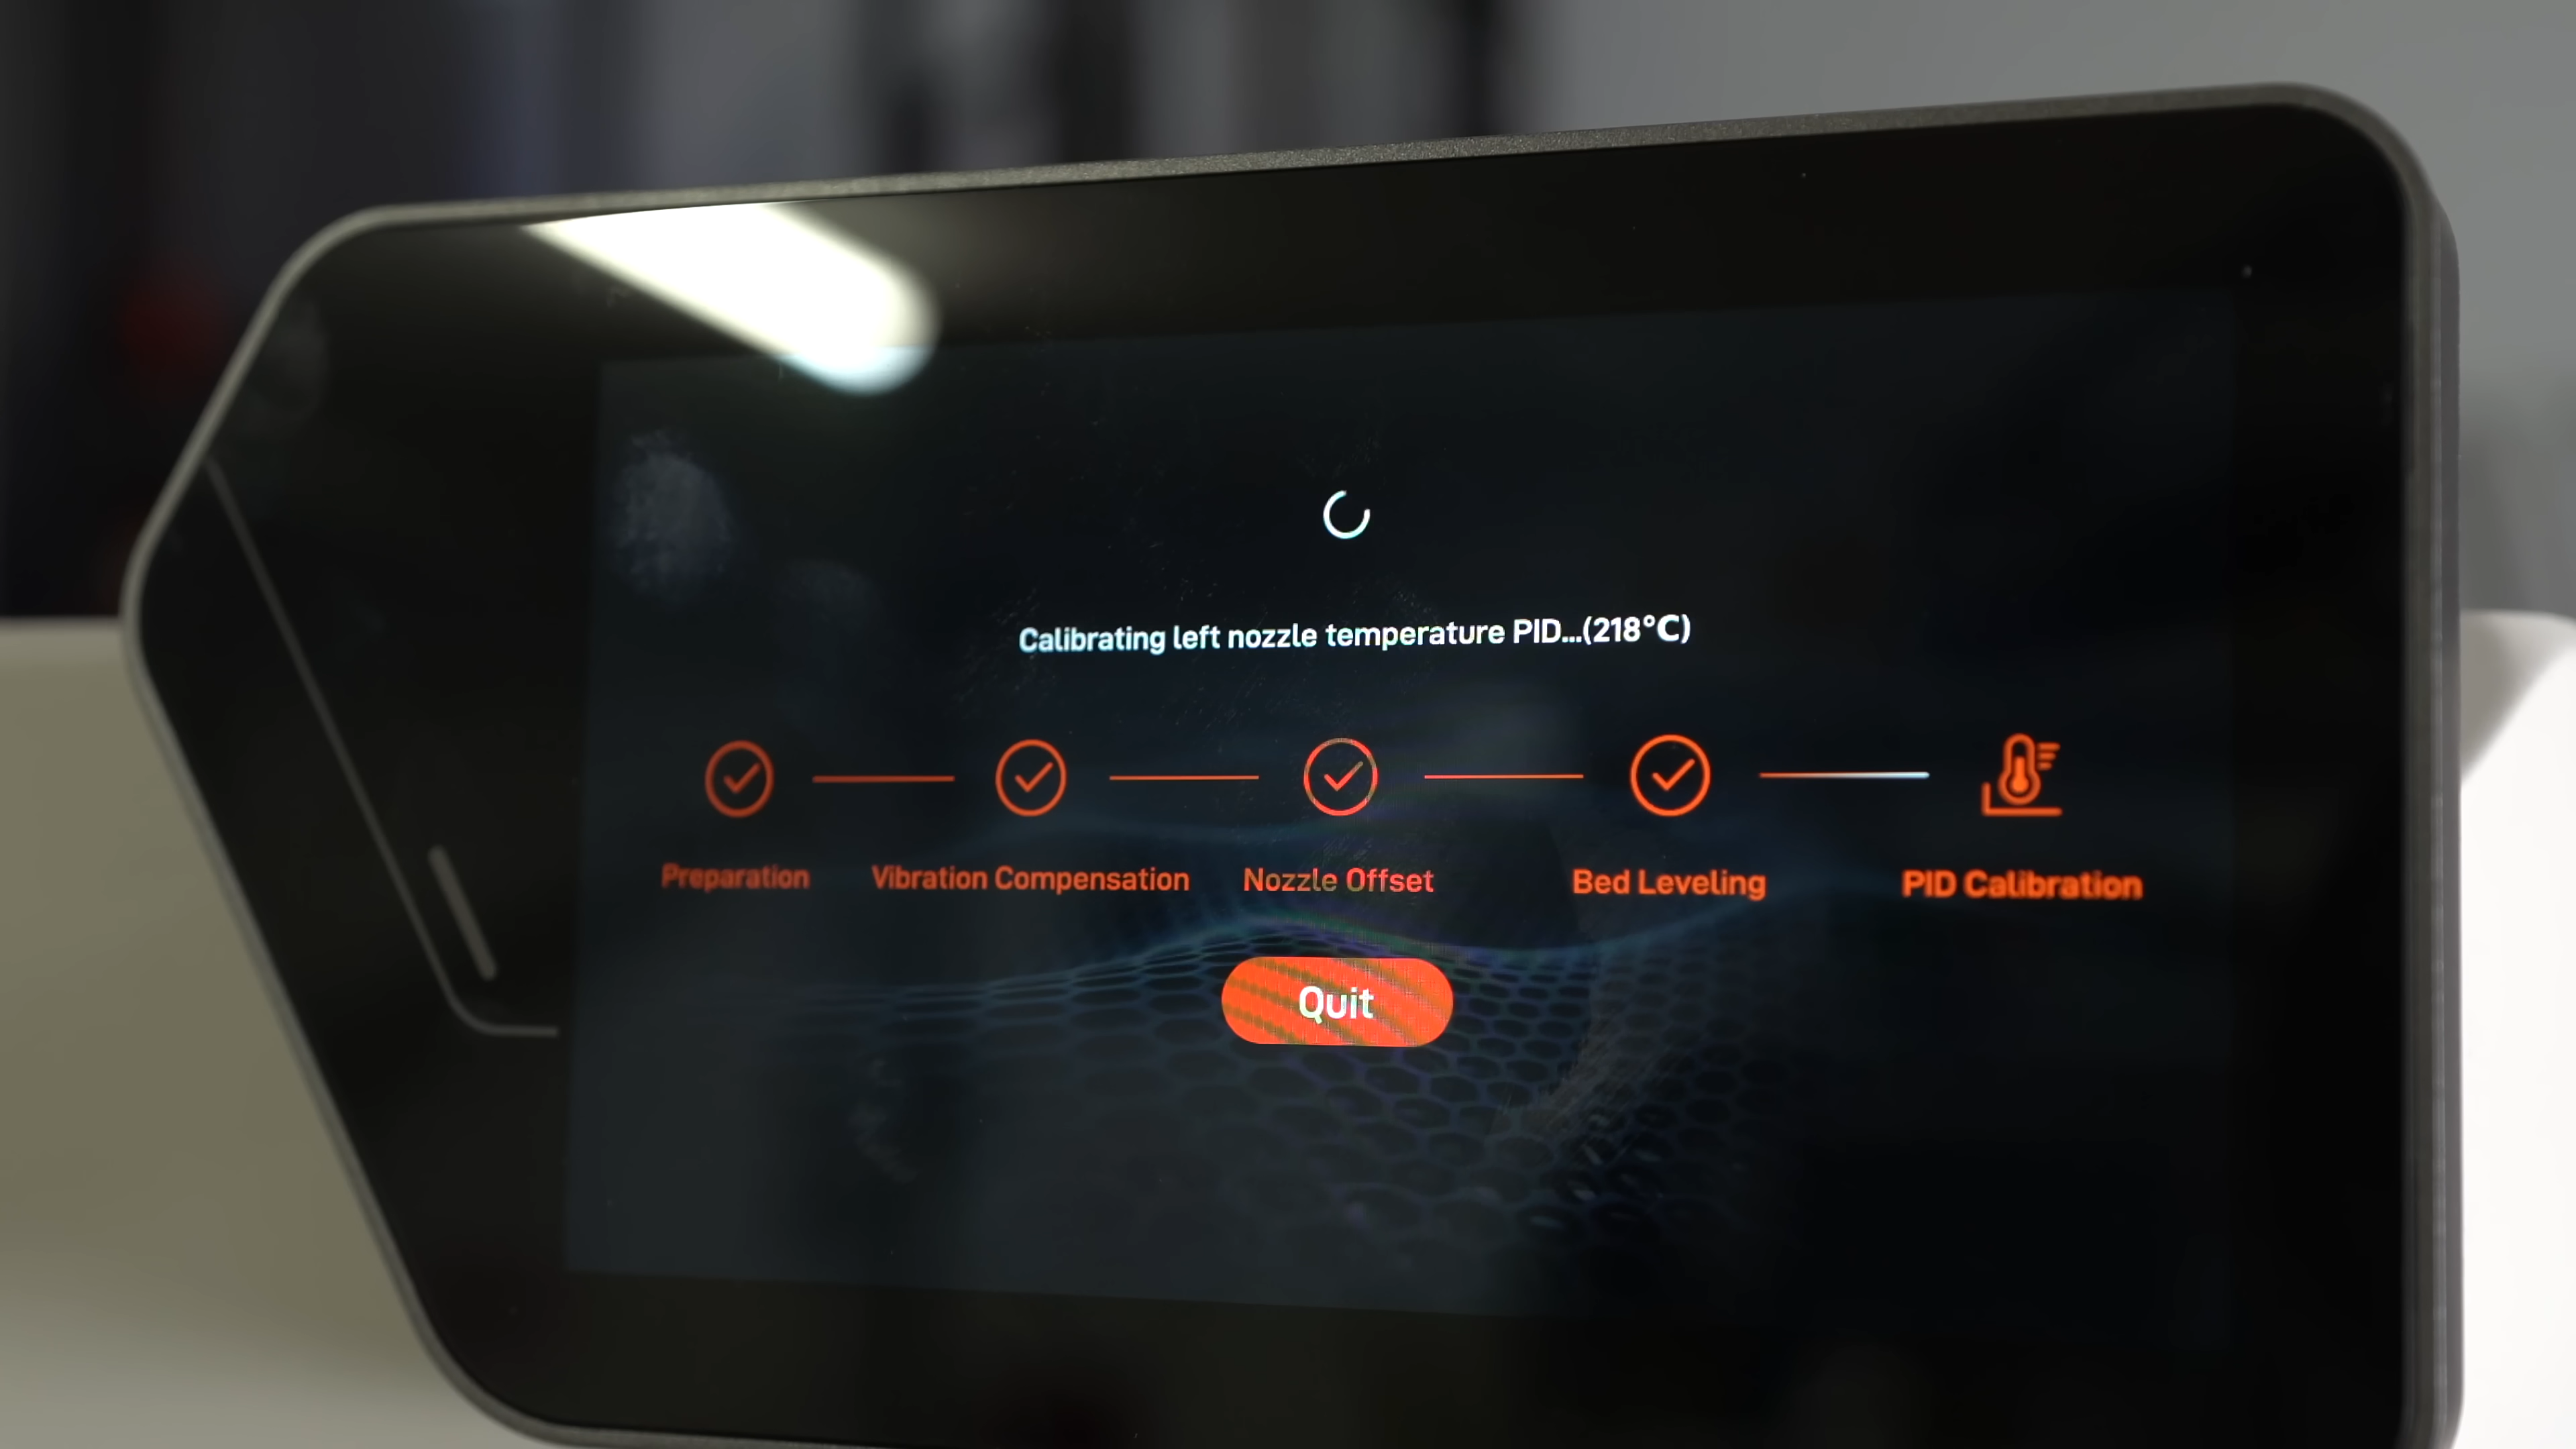 Calibrating left nozzle temperature PID...(218°C)
Preparation
Vibration Compensation
Nozzle Offset
Bed Leveling
PID Calibration
Quit